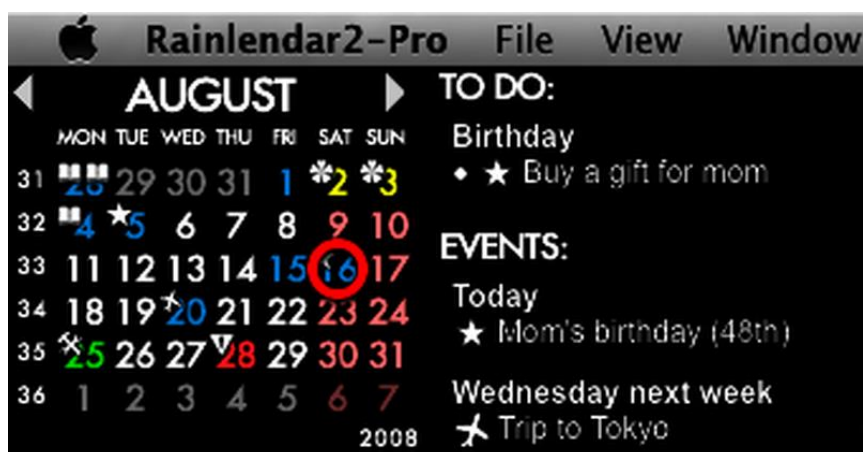 Rainlendar2-Pro File View Window
AUGUST
MON TUE WED THU FRI SAT SUN
31 28 29 30 31 1 2 3
32 4 5 6 7 8 9 10
33 11 12 13 14 15 16 17
34 18 19 20 21 22 23 24
35 25 26 27 28 29 30 31
36 1 2 3 4 5 6 7
2008
TO DO:
Birthday
Buy a gift for mom
EVENTS:
Today
Mom's birthday (48th)
Wednesday next week
Trip to Tokyo